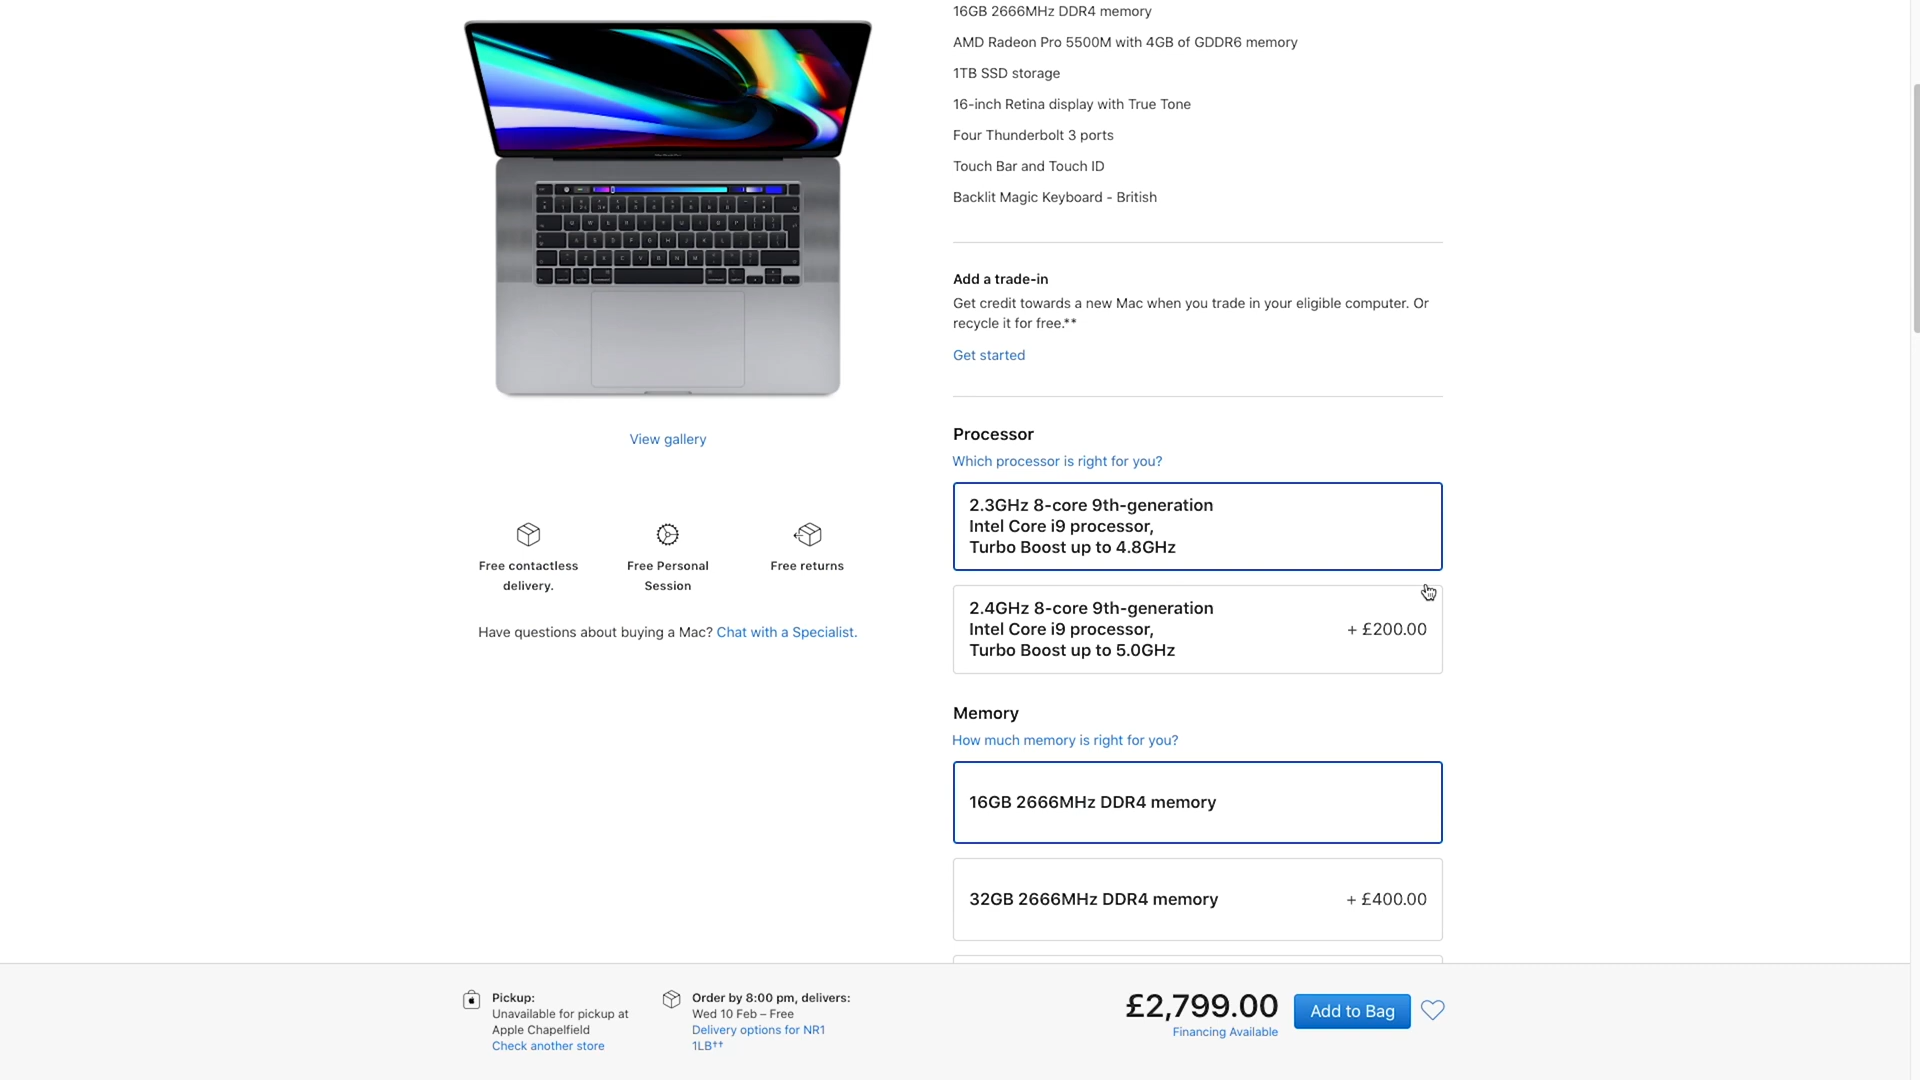 16GB 2666MHz DDR4 memory
AMD Radeon Pro 5500M with 4GB of GDDR6 memory
1TB SSD storage
16-inch Retina display with True Tone
Four Thunderbolt 3 ports
Touch Bar and Touch ID
Backlit Magic Keyboard - British
Add a trade-in
Get credit towards a new Mac when you trade in your eligible computer. Or
recycle it for free.**
Get started
View gallery
Free contactless
delivery.
Free Personal
Session
Free returns
Have questions about buying a Mac? Chat with a Specialist.
Processor
Which processor is right for you?
2.3GHz 8-core 9th-generation
Intel Core i9 processor,
Turbo Boost up to 4.8GHz
2.4GHz 8-core 9th-generation
Intel Core i9 processor,
Turbo Boost up to 5.0GHz
+ £200.00
Memory
How much memory is right for you?
16GB 2666MHz DDR4 memory
32GB 2666MHz DDR4 memory
+ £400.00
Pickup:
Unavailable for pickup at
Apple Chapelfield
Check another store
Order by 8:00 pm, delivers:
Wed 10 Feb – Free
Delivery options for NR1
1LB††
£2,799.00
Financing Available
Add to Bag